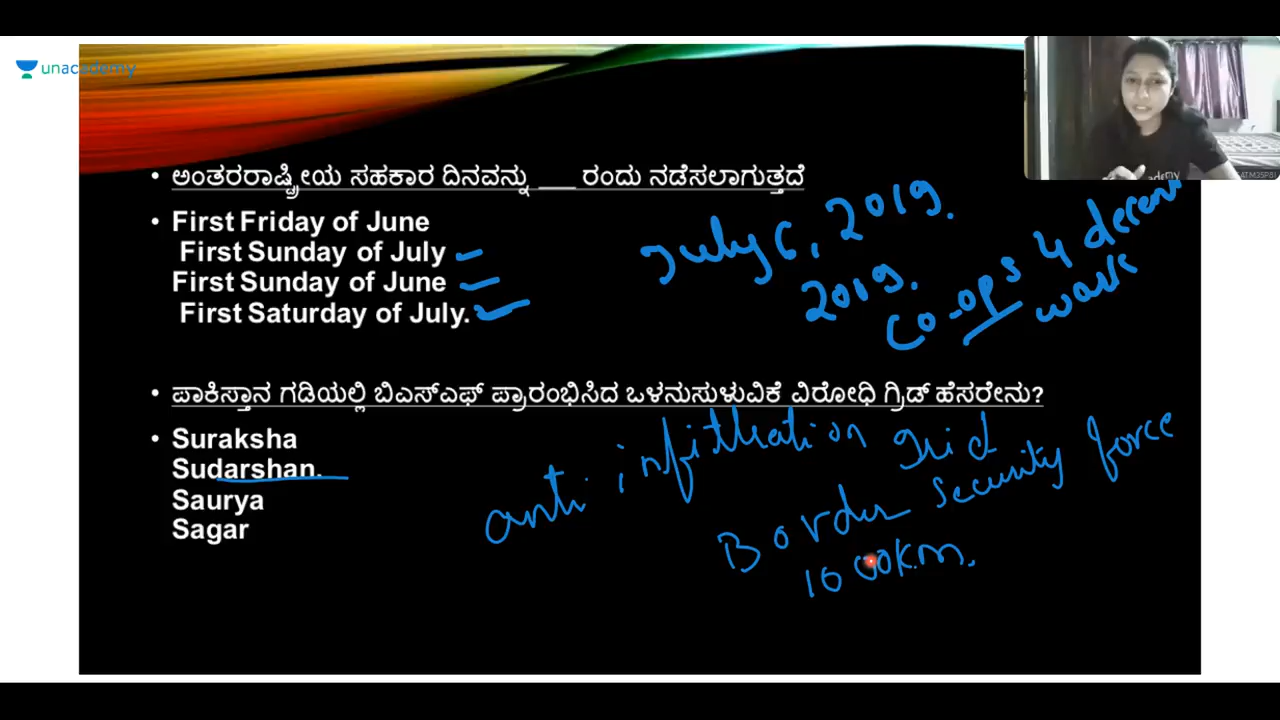 unacademy
ಅಂತರರಾಷ್ಟ್ರೀಯ ಸಹಕಾರ ದಿನವನ್ನು ___ ರಂದು ನಡೆಸಲಾಗುತ್ತದೆ
First Friday of June
First Sunday of July
First Sunday of June
First Saturday of July.
July 6, 2019.
2019.
Co-ops 4 decent
work
ಪಾಕಿಸ್ತಾನ ಗಡಿಯಲ್ಲಿ ಬಿಎಸ್ಎಫ್ ಪ್ರಾರಂಭಿಸಿದ ಒಳನುಸುಳುವಿಕೆ ವಿರೋಧಿ ಗ್ರಿಡ್ ಹೆಸರೇನು?
Suraksha
Sudarshan.
Saurya
Sagar
anti infiltration grid
Border security force
1000km.